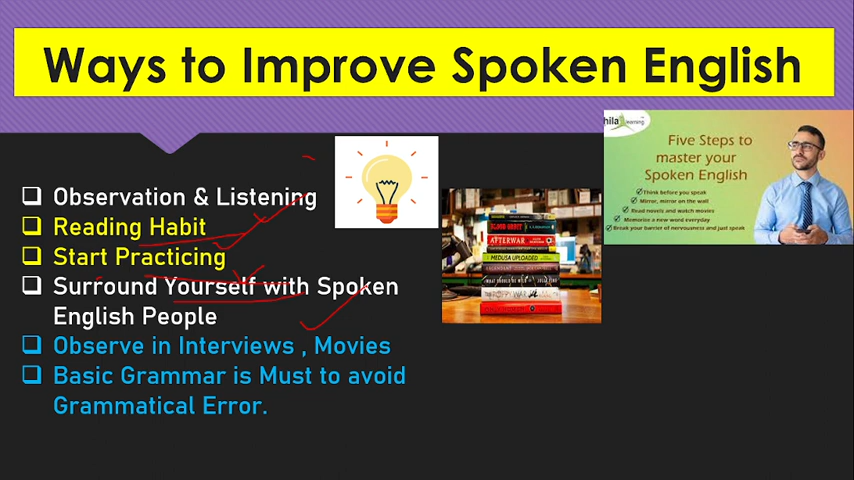 Ways to Improve Spoken English
Observation & Listening
Reading Habit
Start Practicing
Surround Yourself with Spoken
English People
Observe in Interviews , Movies
Basic Grammar is Must to avoid
Grammatical Error.
Five Steps to
master your
Spoken English
Think before you speak
Mirror, mirror on the wall
Read novels and watch movies
Memorize a new word everyday
Break your barrier of nervousness and just speak
AFTERWAR
MEDUSA UPLOADED